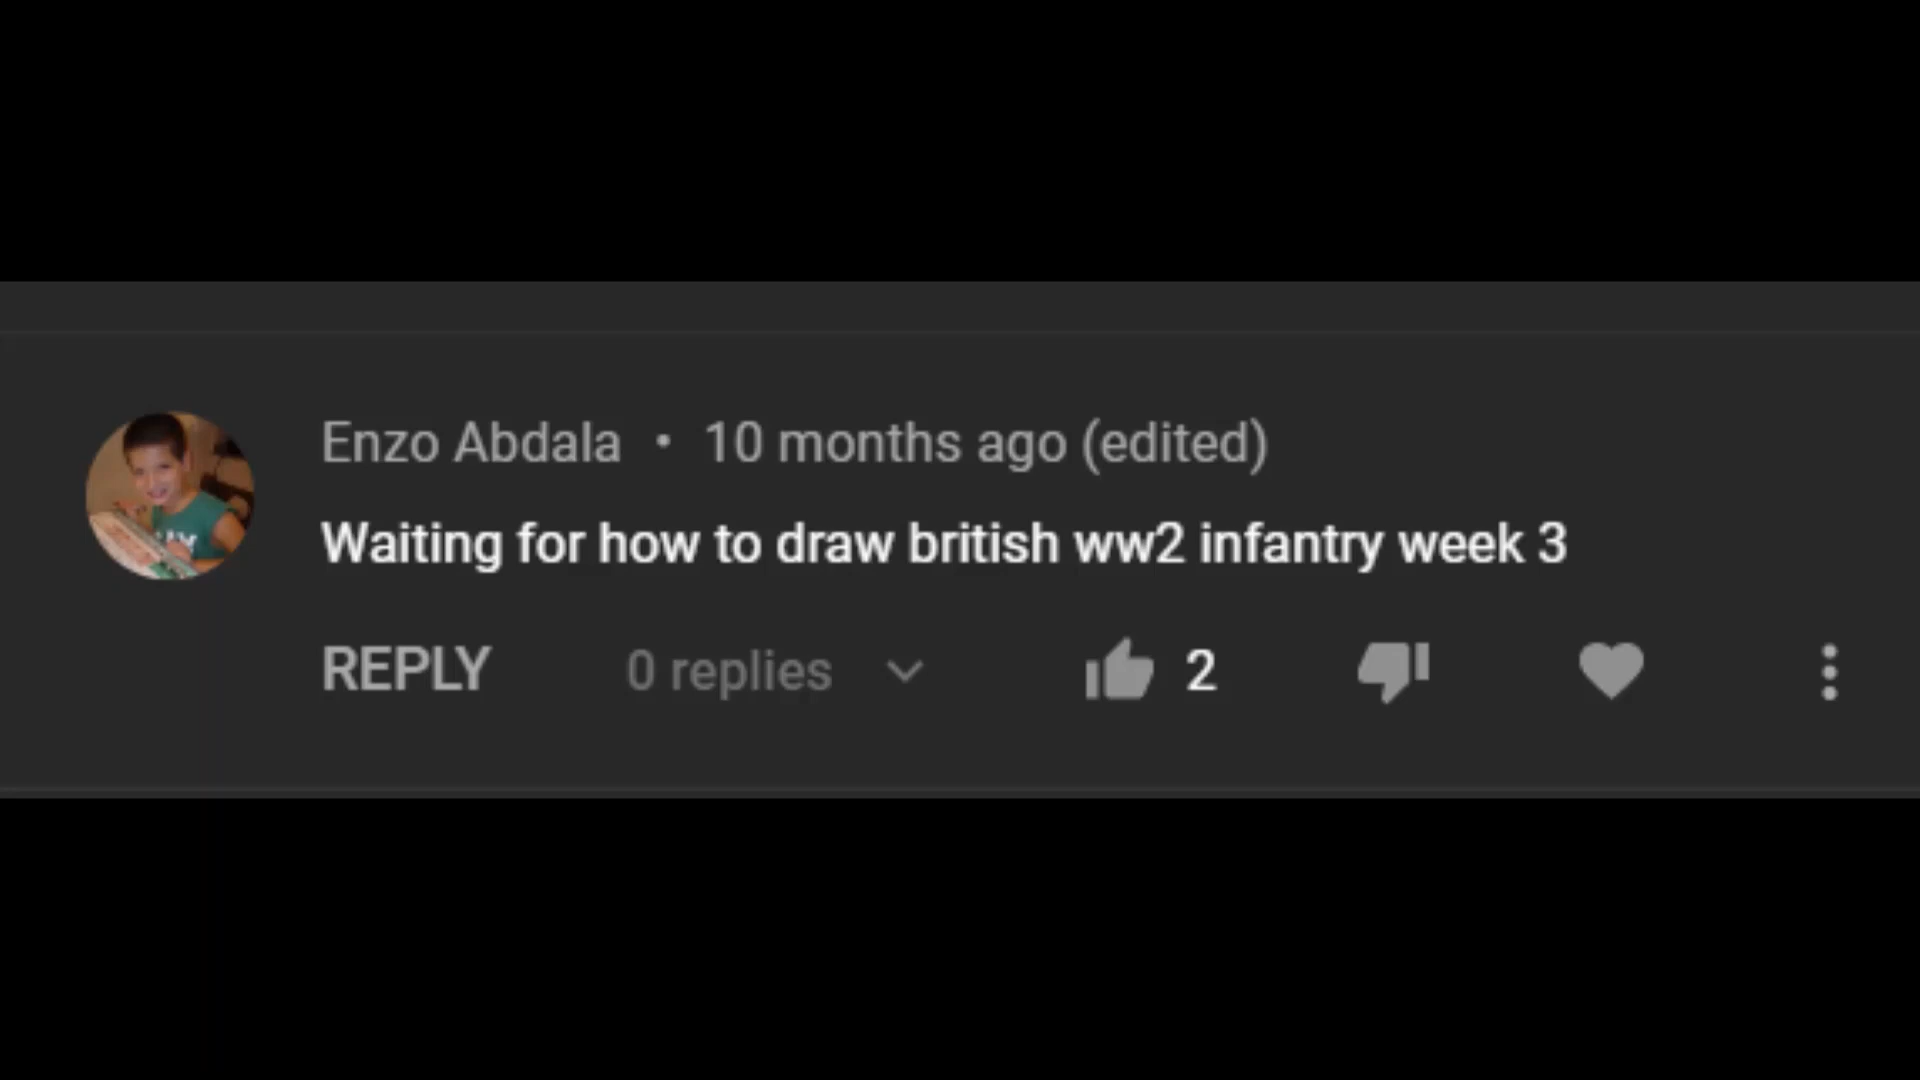 Enzo Abdala • 10 months ago (edited)
Waiting for how to draw british ww2 infantry week 3
REPLY 0 replies 2